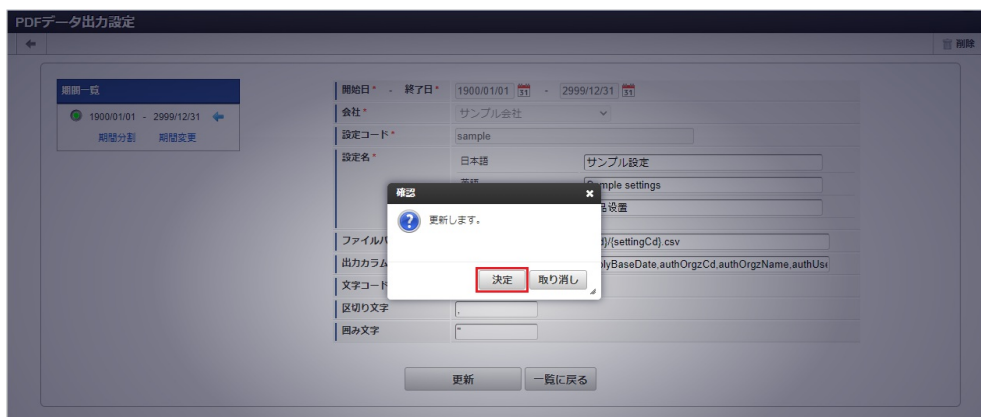 PDFデータ出力設定
削除
期間一覧
1900/01/01 - 2999/12/31
期間分割 期間変更
開始日* - 終了日* 1900/01/01 31 - 2999/12/31 31
会社* サンプル会社
設定コード* sample
設定名* 日本語 サンプル設定
英語 mple settings
品设置
確認
更新します。
決定 取り消し
ファイルパ d}/{settingCd}.csv
出力カラム lyBaseDate,authOrgzCd,authOrgzName,authUse
文字コード
区切り文字 ,
囲み文字 "
更新 一覧に戻る